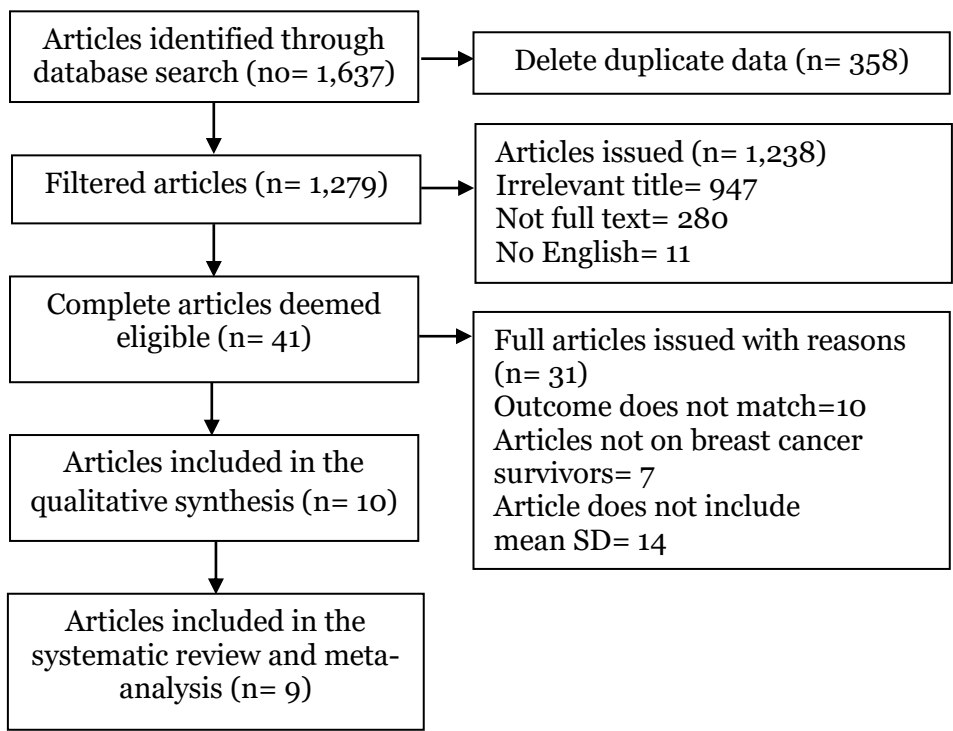 Articles identified through
database search (no= 1,637)
Delete duplicate data (n= 358)
Filtered articles (n= 1,279)
Articles issued (n= 1,238)
Irrelevant title= 947
Not full text= 280
No English= 11
Complete articles deemed
eligible (n= 41)
Full articles issued with reasons
(n= 31)
Outcome does not match=10
Articles not on breast cancer
survivors= 7
Article does not include
mean SD= 14
Articles included in the
qualitative synthesis (n= 10)
Articles included in the
systematic review and meta-
analysis (n= 9)